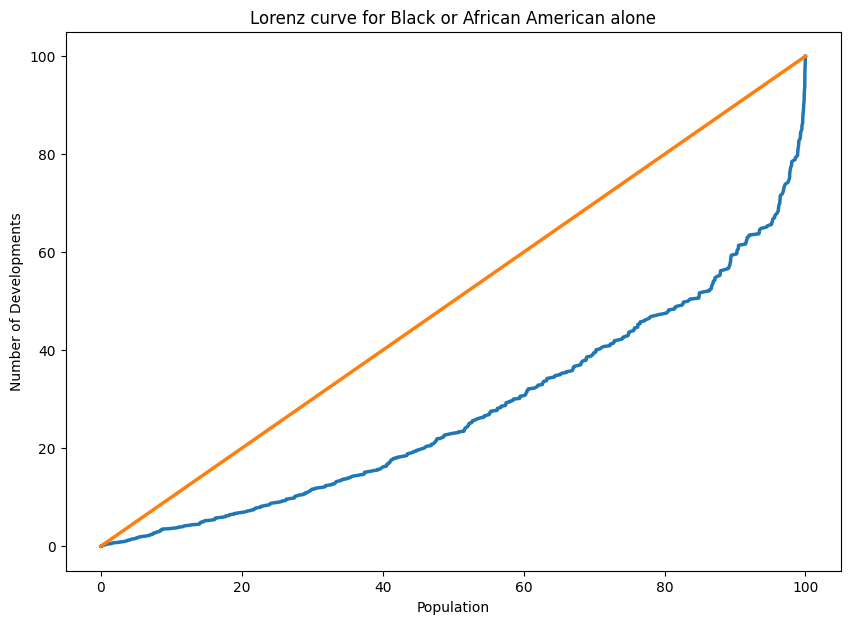 Lorenz curve for Black or African American alone
100
80
60
40
20
0
Number of Developments
0 20 40 60 80 100
Population